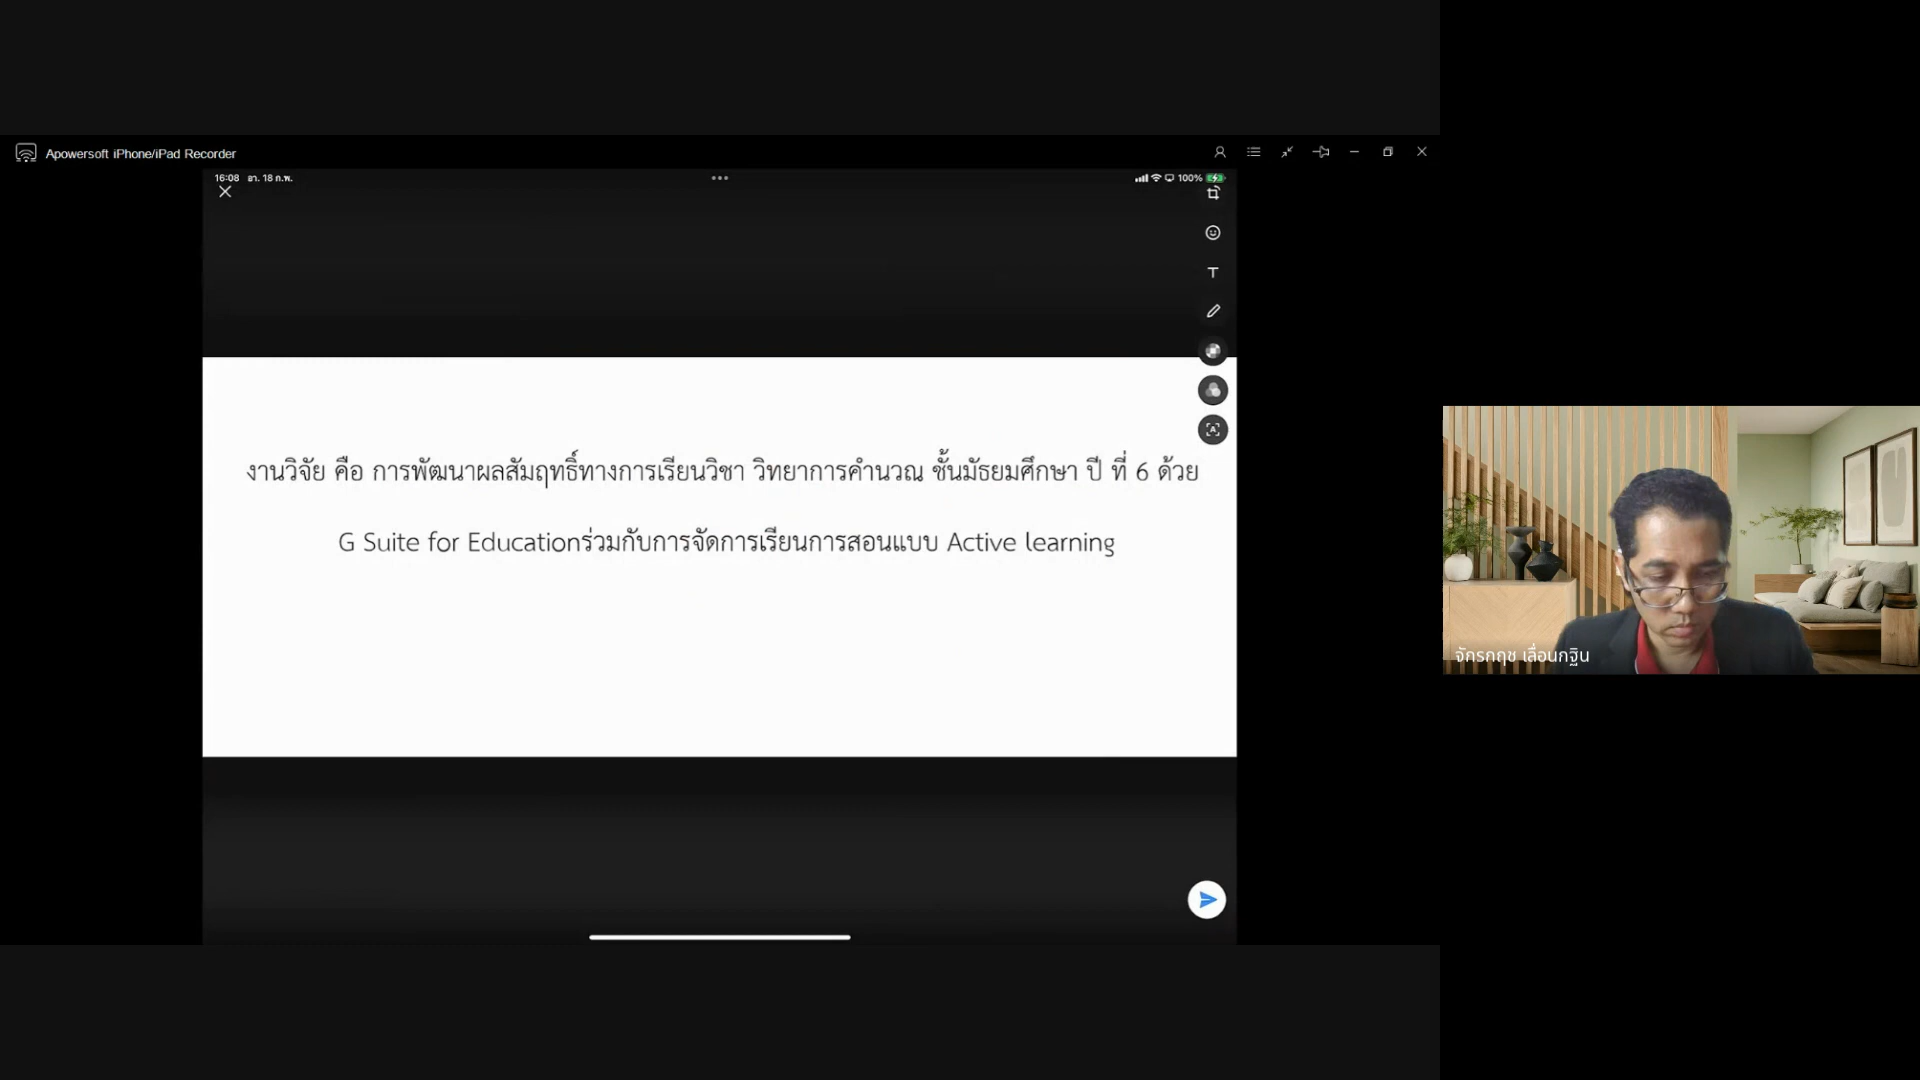 Apowersoft iPhone/iPad Recorder
16:08 อา. 18 ก.พ.
100%
T
A
งานวิจัย คือ การพัฒนาผลสัมฤทธิ์ทางการเรียนวิชา วิทยาการคำนวณ ชั้นมัธยมศึกษา ปี ที่ 6 ด้วย
G Suite for Educationร่วมกับการจัดการเรียนการสอนแบบ Active learning
จักรกฤช เลื่อนกฐิน